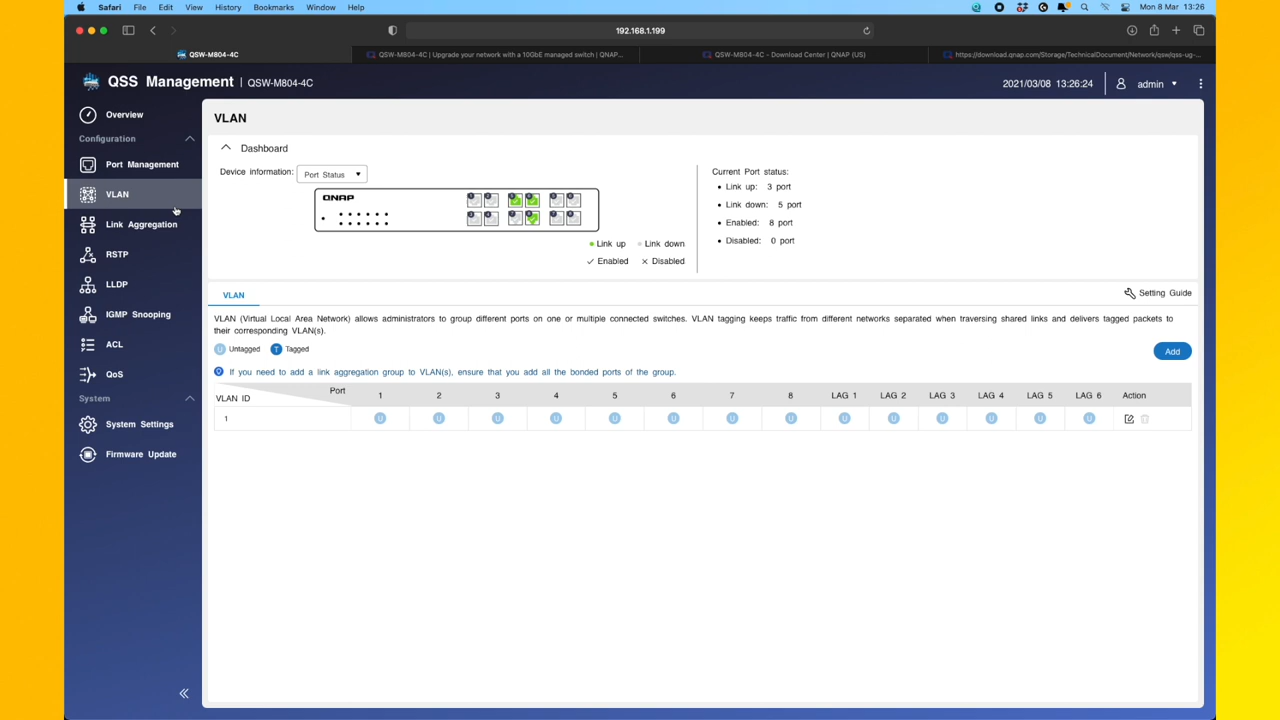 Safari File Edit View History Bookmarks Window Help Mon 8 Mar 13:26
192.168.1.199
QSW-M804-4C
QSW-M804-4C | Upgrade your network with a 10GbE managed switch | QNAP...
QSW-M804-4C - Download Center | QNAP (US)
https://download.qnap.com/Storage/TechnicalDocument/Network/qsw/qss-ug-...
QSS Management | QSW-M804-4C
2021/03/08 13:26:24 admin
Overview
Configuration
Port Management
VLAN
Link Aggregation
RSTP
LLDP
IGMP Snooping
ACL
QoS
System
System Settings
Firmware Update
VLAN
Dashboard
Device information: Port Status
QNAP
Link up Link down
Enabled Disabled
Current Port status:
• Link up: 3 port
• Link down: 5 port
• Enabled: 8 port
• Disabled: 0 port
VLAN
Setting Guide
VLAN (Virtual Local Area Network) allows administrators to group different ports on one or multiple connected switches. VLAN tagging keeps traffic from different networks separated when traversing shared links and delivers tagged packets to
their corresponding VLAN(s).
U Untagged T Tagged
Add
If you need to add a link aggregation group to VLAN(s), ensure that you add all the bonded ports of the group.
VLAN ID Port 1 2 3 4 5 6 7 8 LAG 1 LAG 2 LAG 3 LAG 4 LAG 5 LAG 6 Action
1 U U U U U U U U U U U U U U